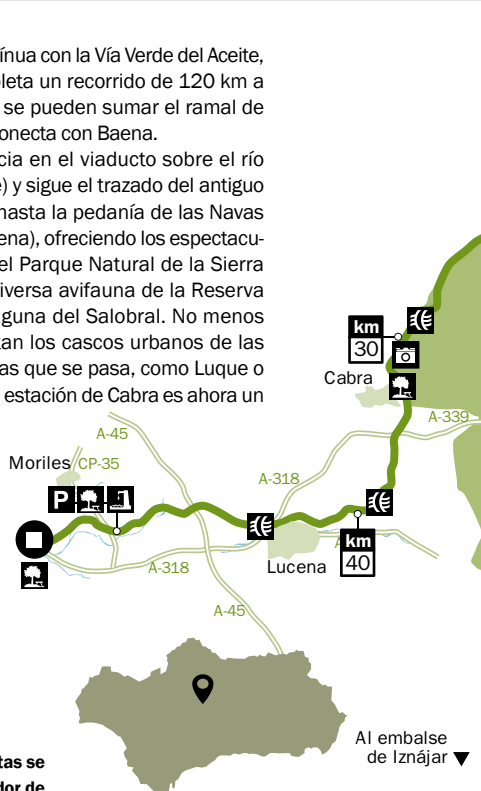 ínua con la Vía Verde del Aceite,
leta un recorrido de 120 km a
se pueden sumar el ramal de
onecta con Baena.
cia en el viaducto sobre el río
) y sigue el trazado del antiguo
hasta la pedanía de las Navas
ena), ofreciendo los espectacu-
el Parque Natural de la Sierra
iversa avifauna de la Reserva
guna del Salobral. No menos
an los cascos urbanos de las
as que se pasa, como Luque o
estación de Cabra es ahora un
km
30
Cabra
A-339
A-45
Moriles
CP-35
P
A-318
km
40
Lucena
A-318
A-45
Al embalse
de Iznájar
tas se
dor de